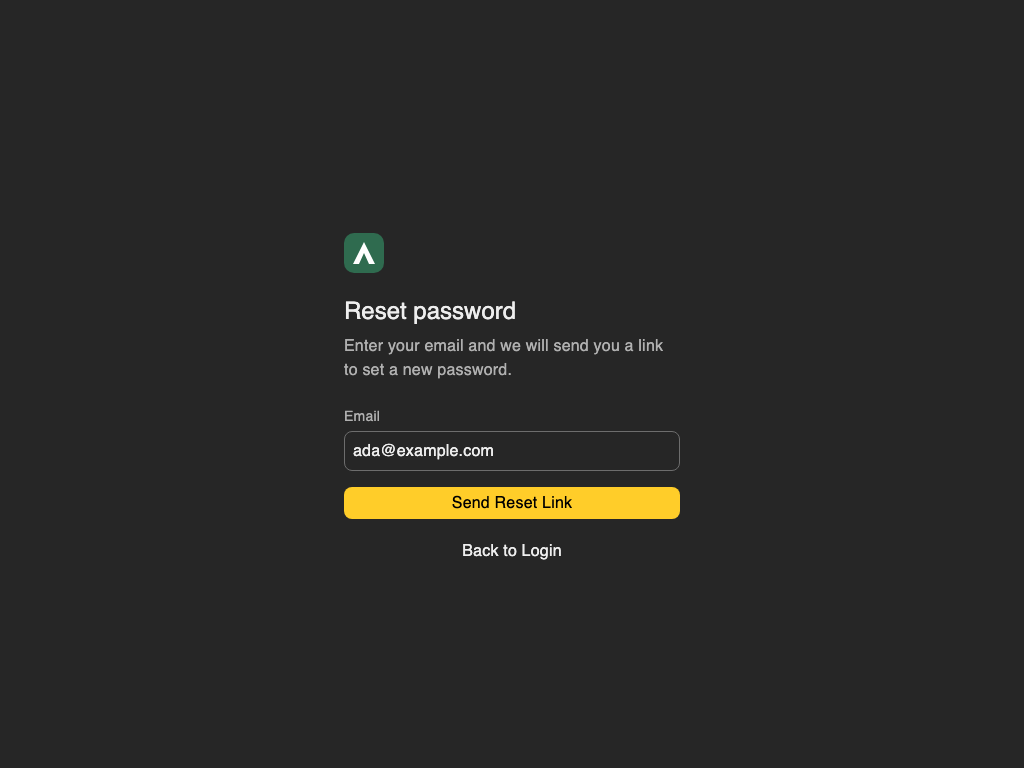 Reset password
Enter your email and we will send you a link
to set a new password.
Email
ada@example.com
Send Reset Link
Back to Login